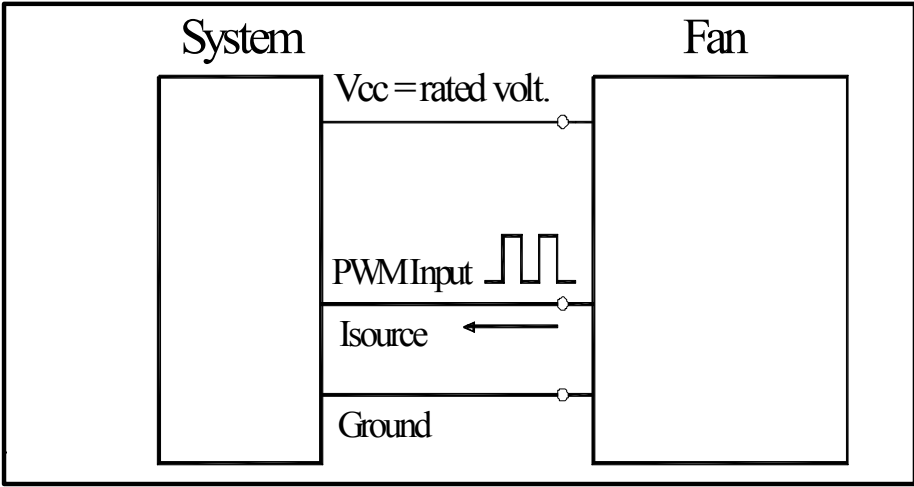 System
Fan
Vcc = rated volt.
PWM Input
Isource
Ground